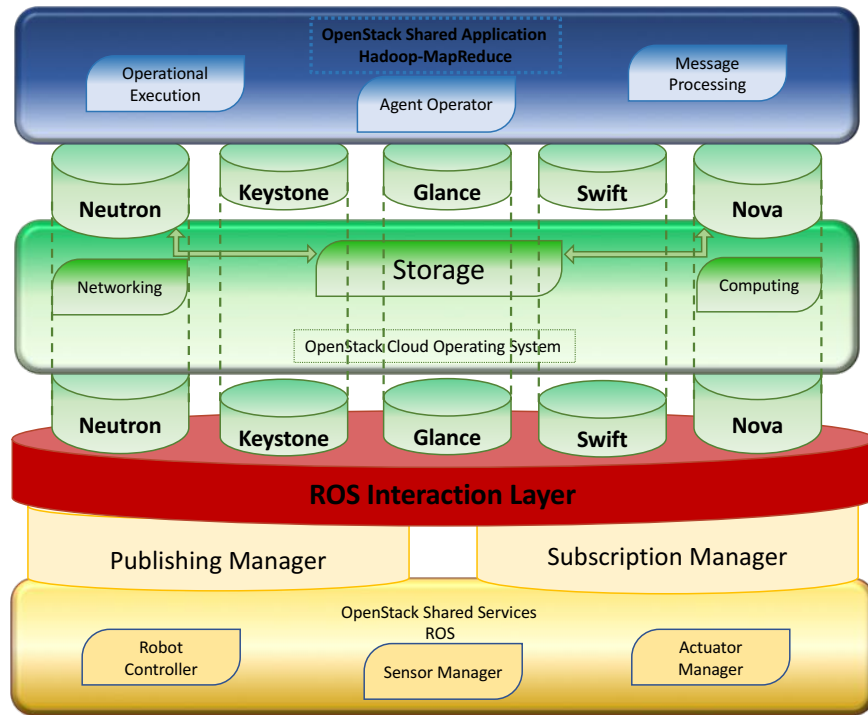 OpenStack Shared Application
Hadoop-MapReduce
Operational
Execution
Agent Operator
Message
Processing
Neutron
Keystone
Glance
Swift
Nova
Networking
Storage
Computing
OpenStack Cloud Operating System
Neutron
Keystone
Glance
Swift
Nova
ROS Interaction Layer
Publishing Manager
Subscription Manager
OpenStack Shared Services
ROS
Robot
Controller
Sensor Manager
Actuator
Manager